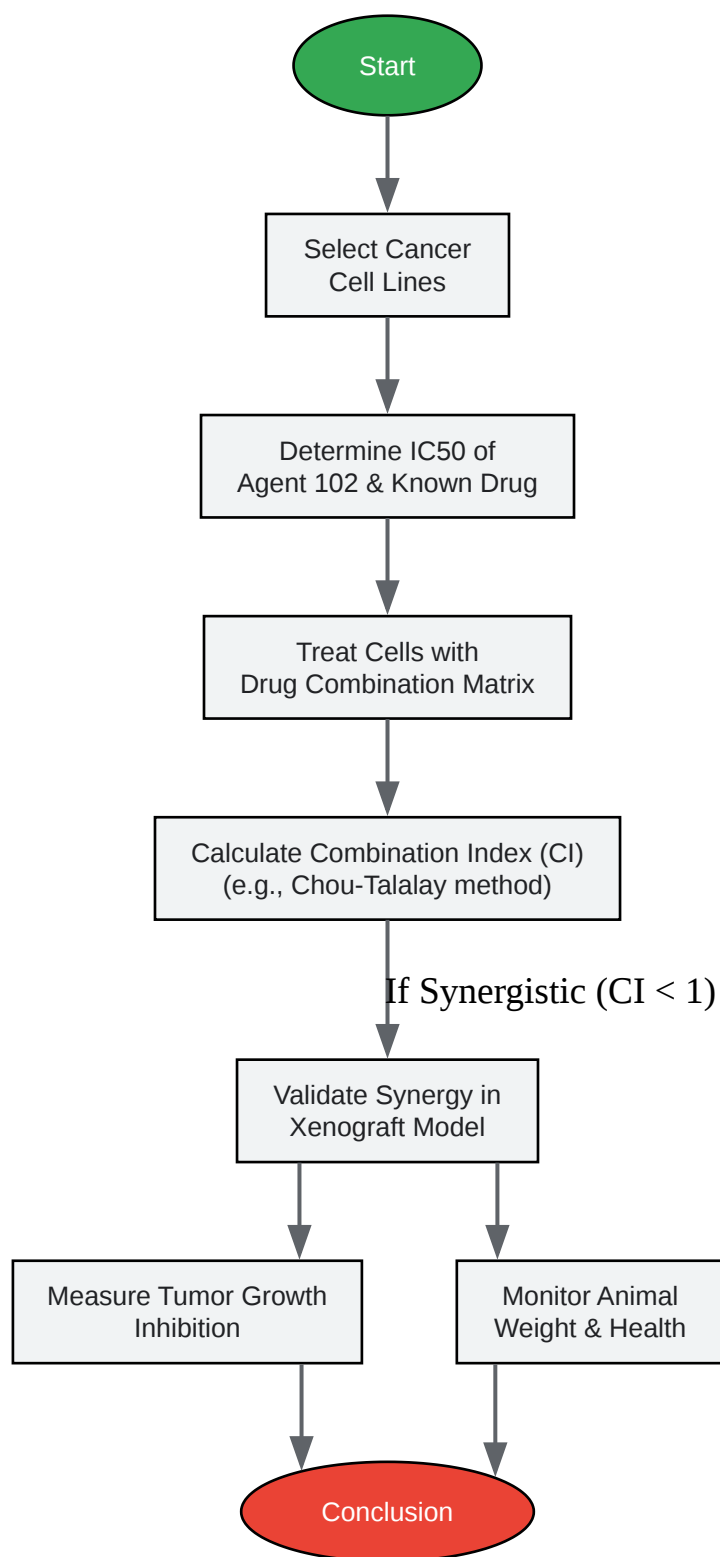 Start
Select Cancer
Cell Lines
Determine IC50 of
Agent 102 & Known Drug
Treat Cells with
Drug Combination Matrix
Calculate Combination Index (CI)
(e.g., Chou-Talalay method)
If Synergistic (CI < 1)
Validate Synergy in
Xenograft Model
Measure Tumor Growth
Inhibition
Monitor Animal
Weight & Health
Conclusion